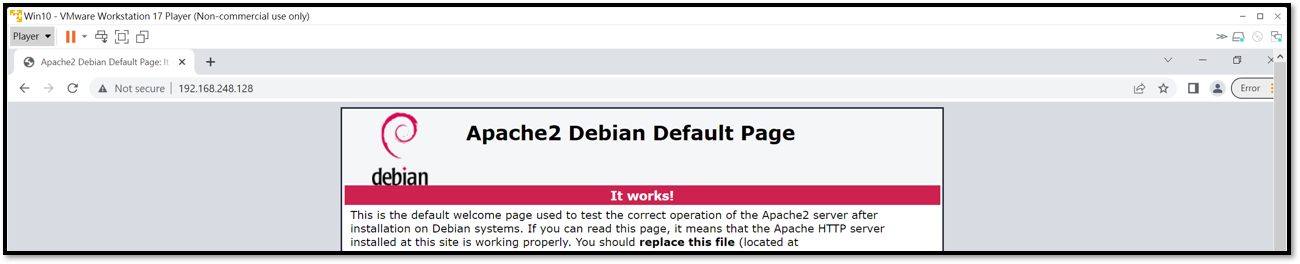 Win10 - VMware Workstation 17 Player (Non-commercial use only)
Player
Apache2 Debian Default Page: It
Not secure | 192.168.248.128
Error
debian
Apache2 Debian Default Page
It works!
This is the default welcome page used to test the correct operation of the Apache2 server after
installation on Debian systems. If you can read this page, it means that the Apache HTTP server
installed at this site is working properly. You should replace this file (located at